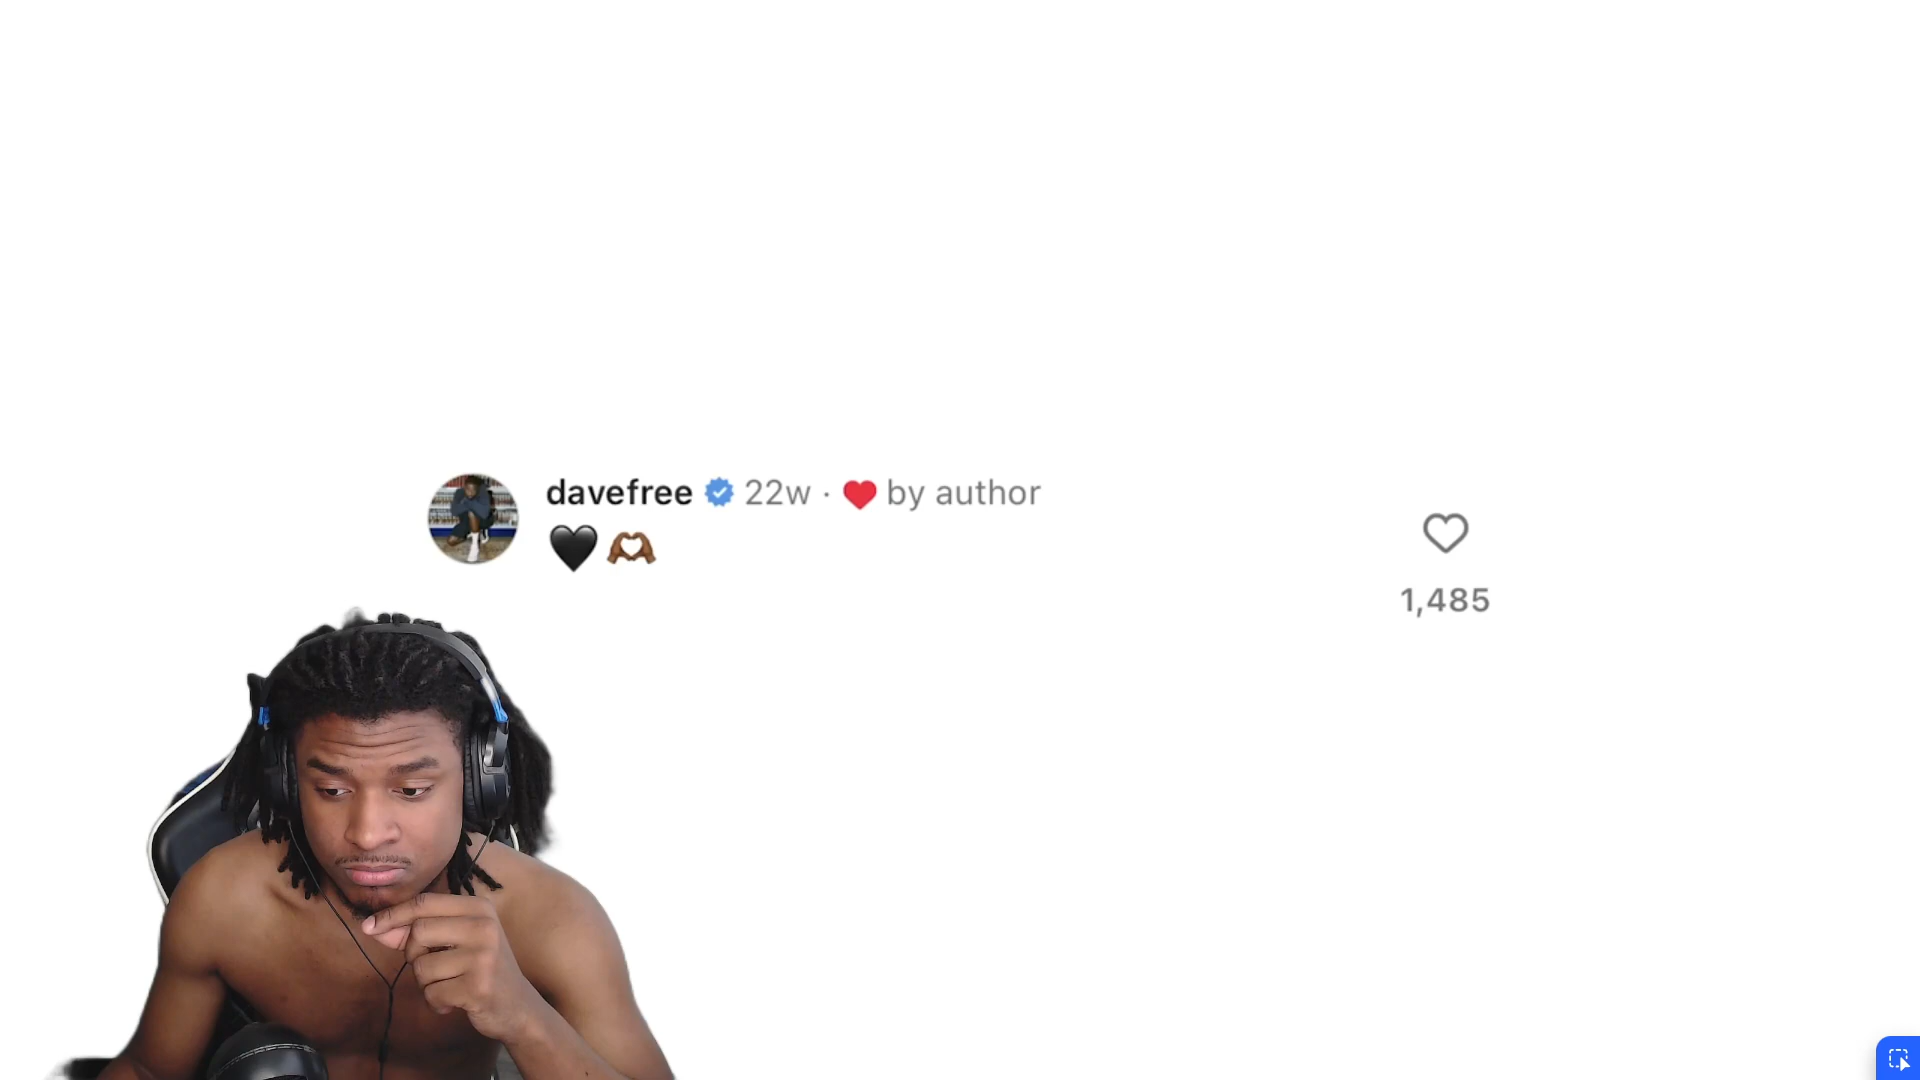 davefree 22w · ❤️ by author
🖤 🫶🏾
1,485